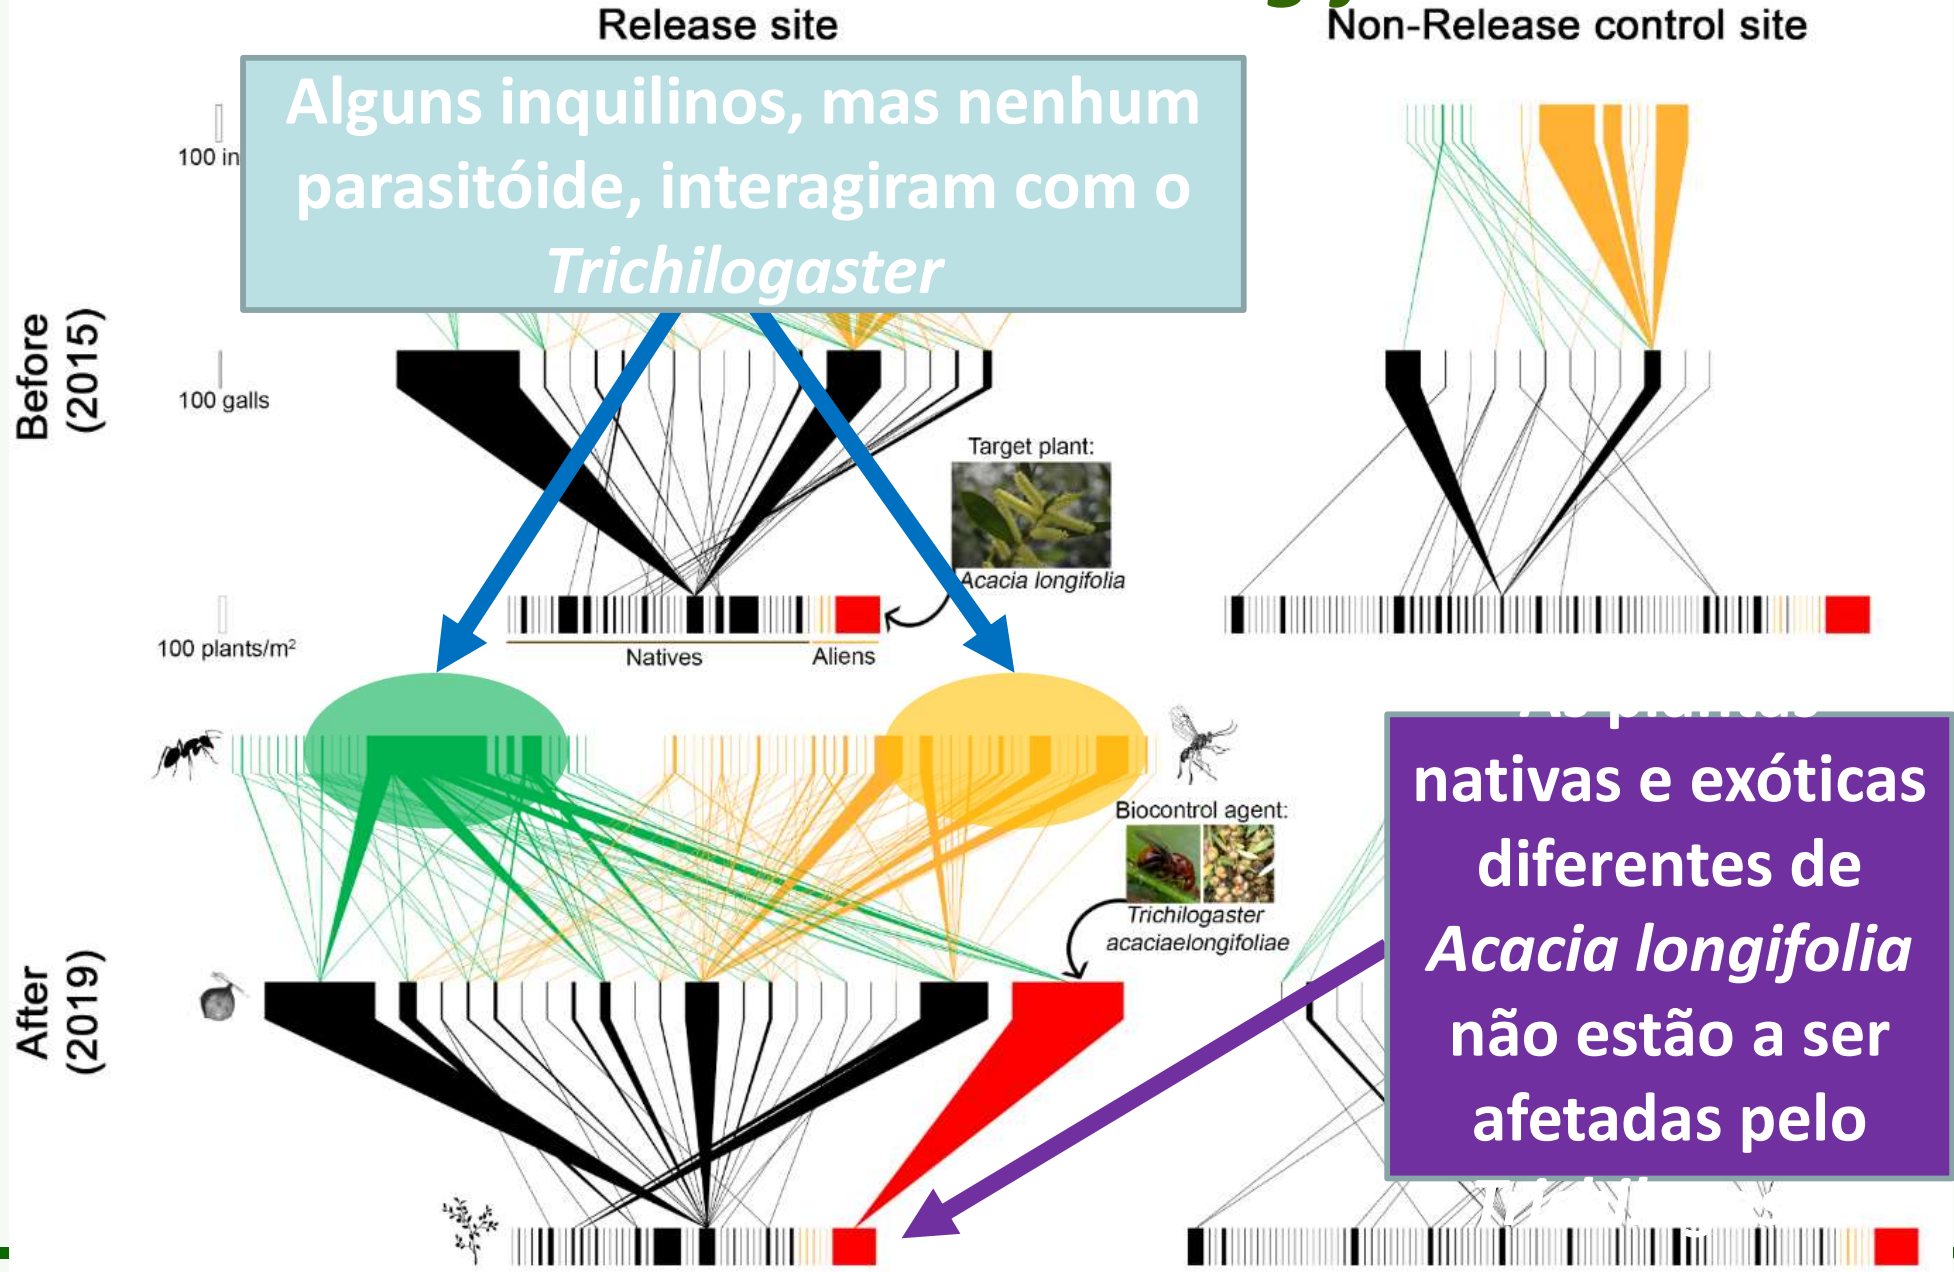 Release site
Non-Release control site
Alguns inquilinos, mas nenhum
parasitóide, interagiram com o
Trichilogaster
100 in
Before
(2015)
100 galls
Target plant:
Acacia longifolia
100 plants/m²
Natives
Aliens
Biocontrol agent:
Trichilogaster
acaciaelongifoliae
After
(2019)
As plantas
nativas e exóticas
diferentes de
Acacia longifolia
não estão a ser
afetadas pelo